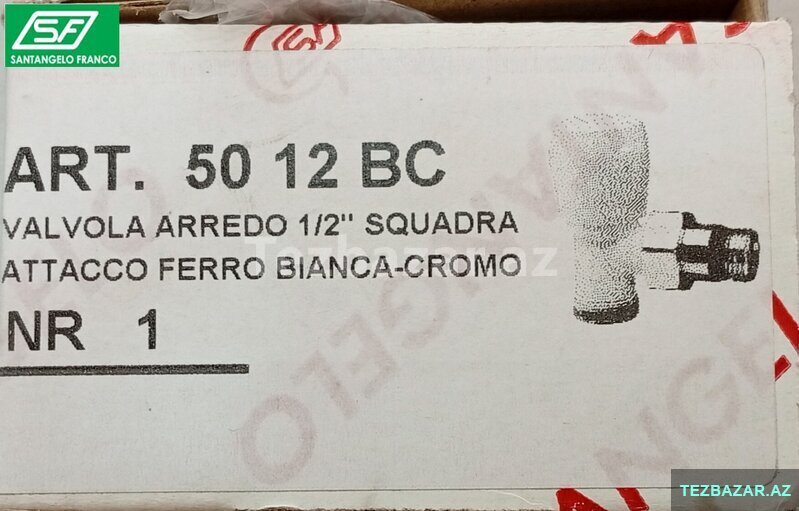 SF
SANTANGELO FRANCO
ART. 50 12 BC
VALVOLA ARREDO 1/2" SQUADRA
ATTACCO FERRO BIANCA-CROMO
NR 1
Tezbazar.az
ANGELO
TEZBAZAR.AZ